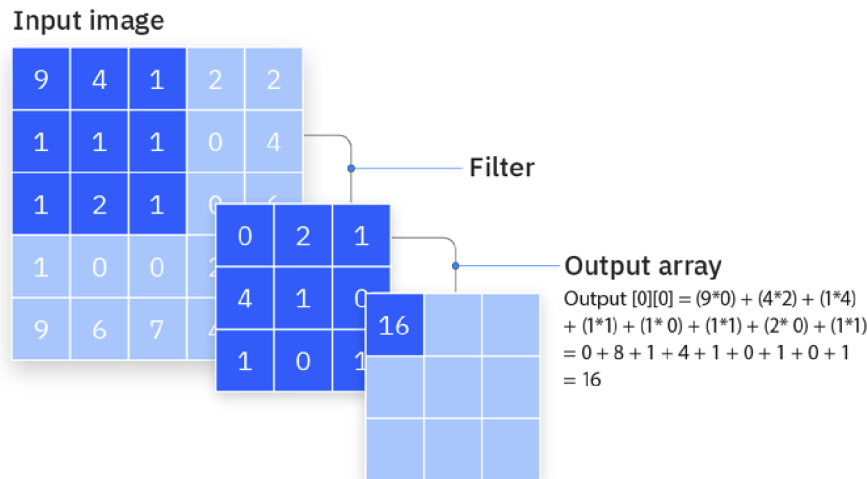 Input image
9 4 1 2 2
1 1 1 0 4
1 2 1
1 0 0
9 6 7 4
Filter
0 2 1
4 1 0
1 0 1
Output array
Output [0][0] = (9*0) + (4*2) + (1*4)
+ (1*1) + (1* 0) + (1*1) + (2* 0) + (1*1)
= 0 + 8 + 1 + 4 + 1 + 0 + 1 + 0 + 1
= 16
16